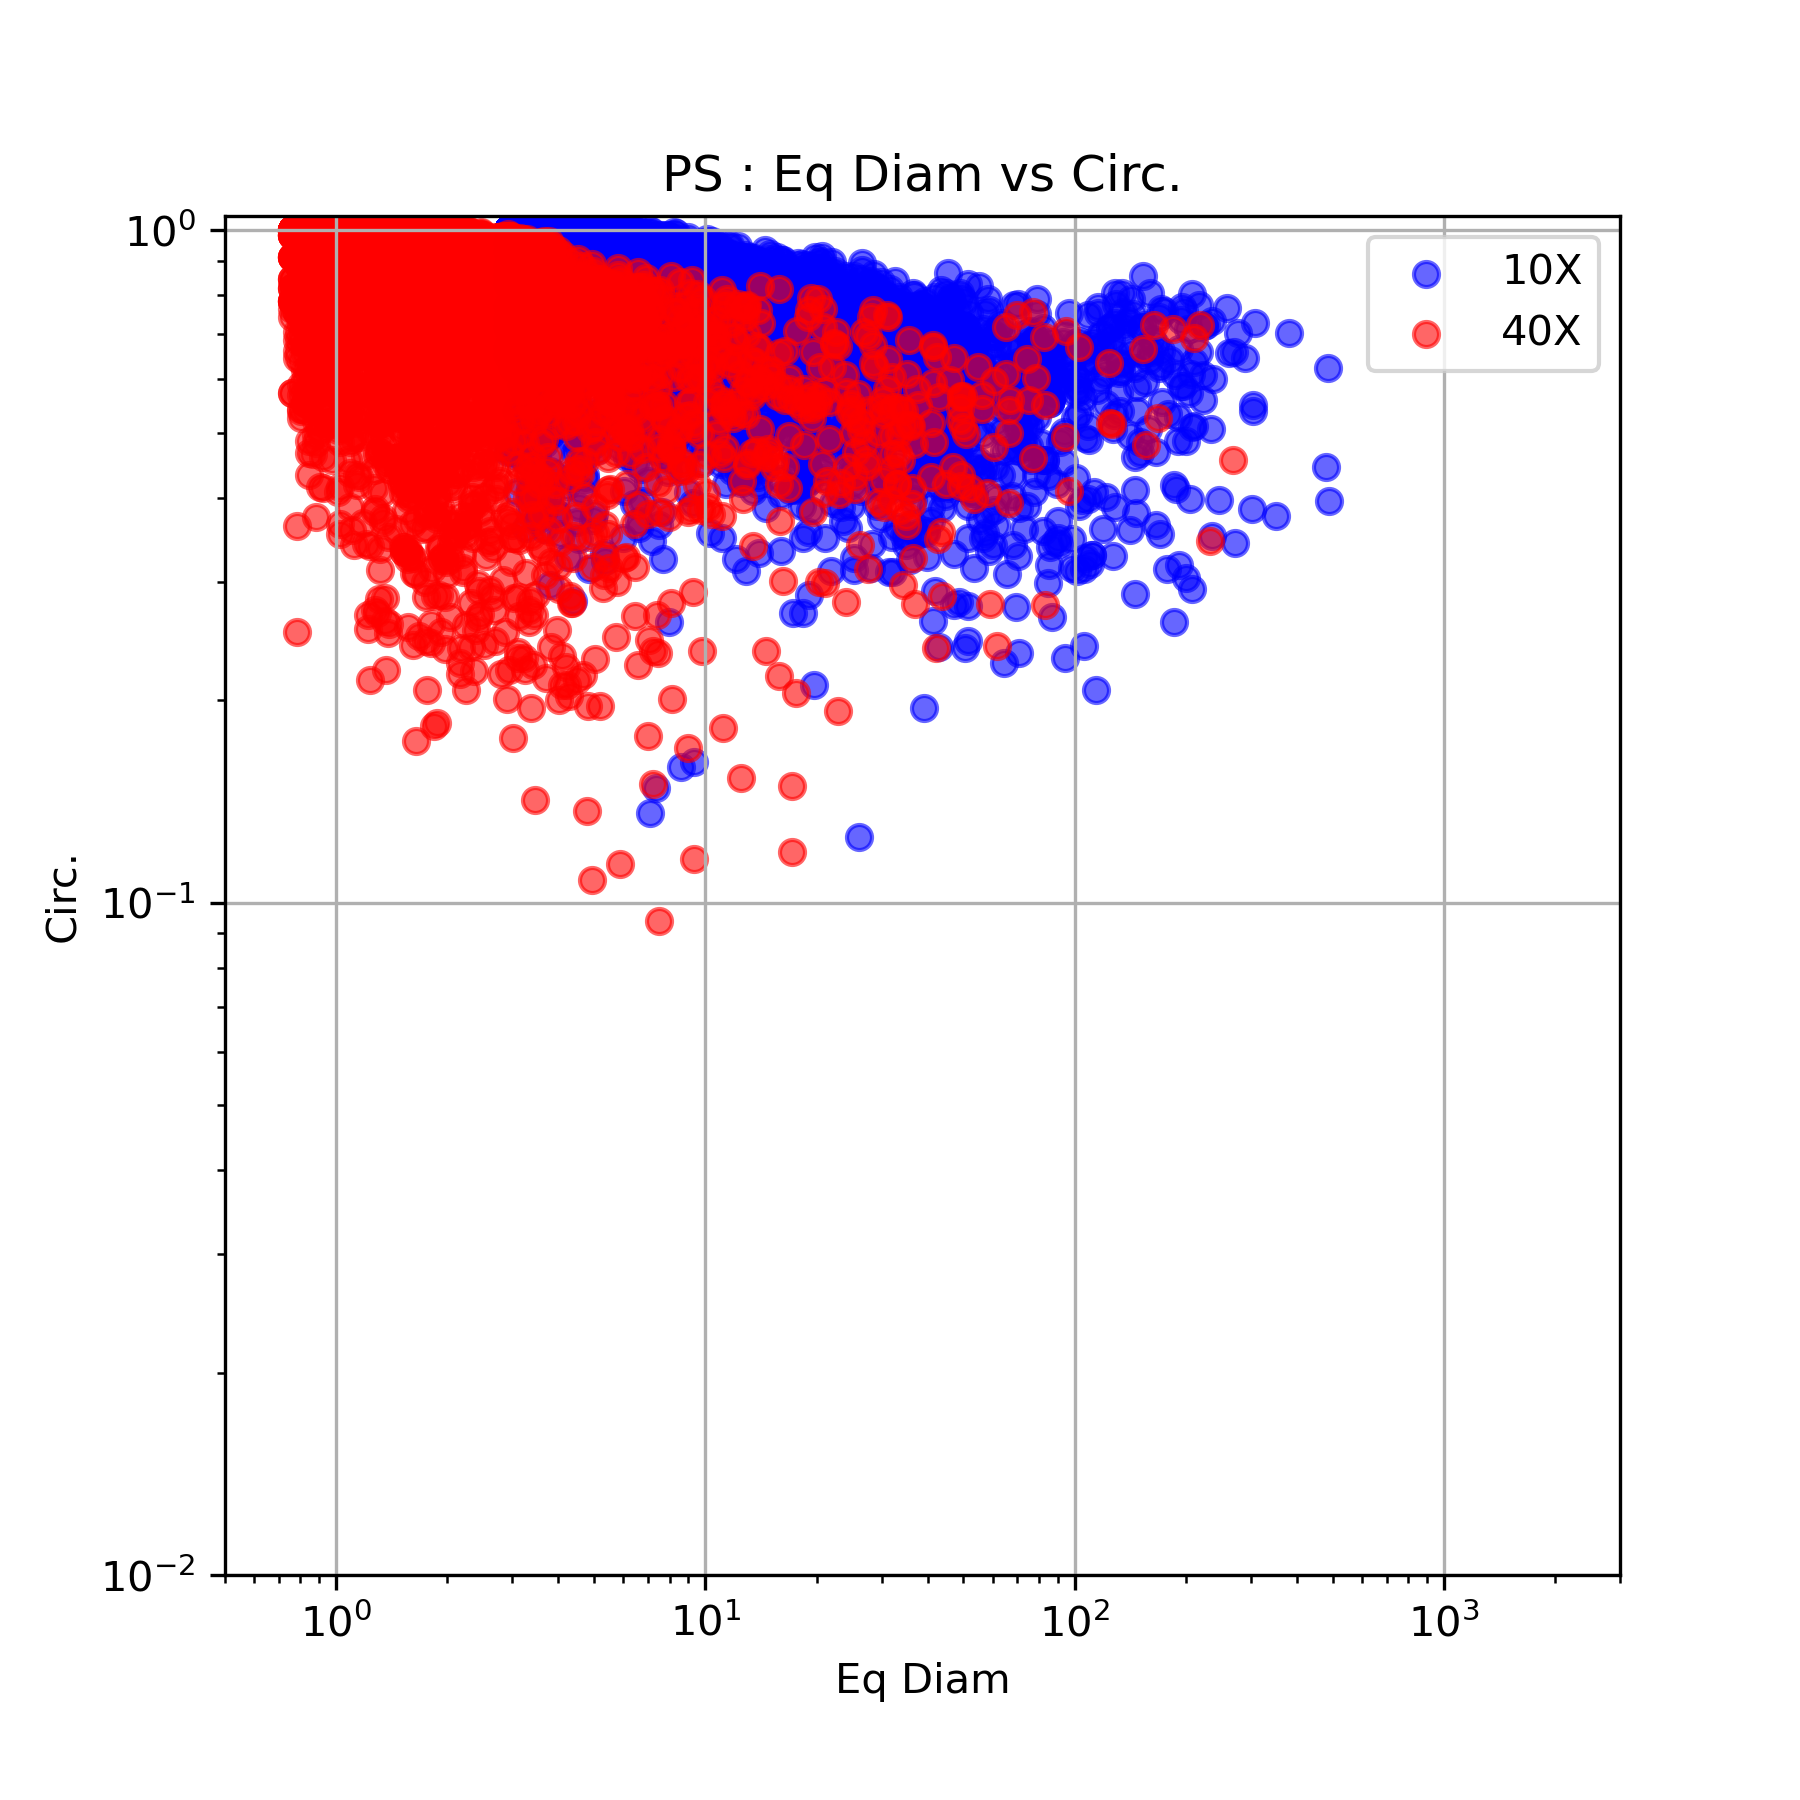 PS : Eq Diam vs Circ.
10X
40X
10⁰
10⁻¹
10⁻²
Circ.
10⁰ 10¹ 10² 10³
Eq Diam